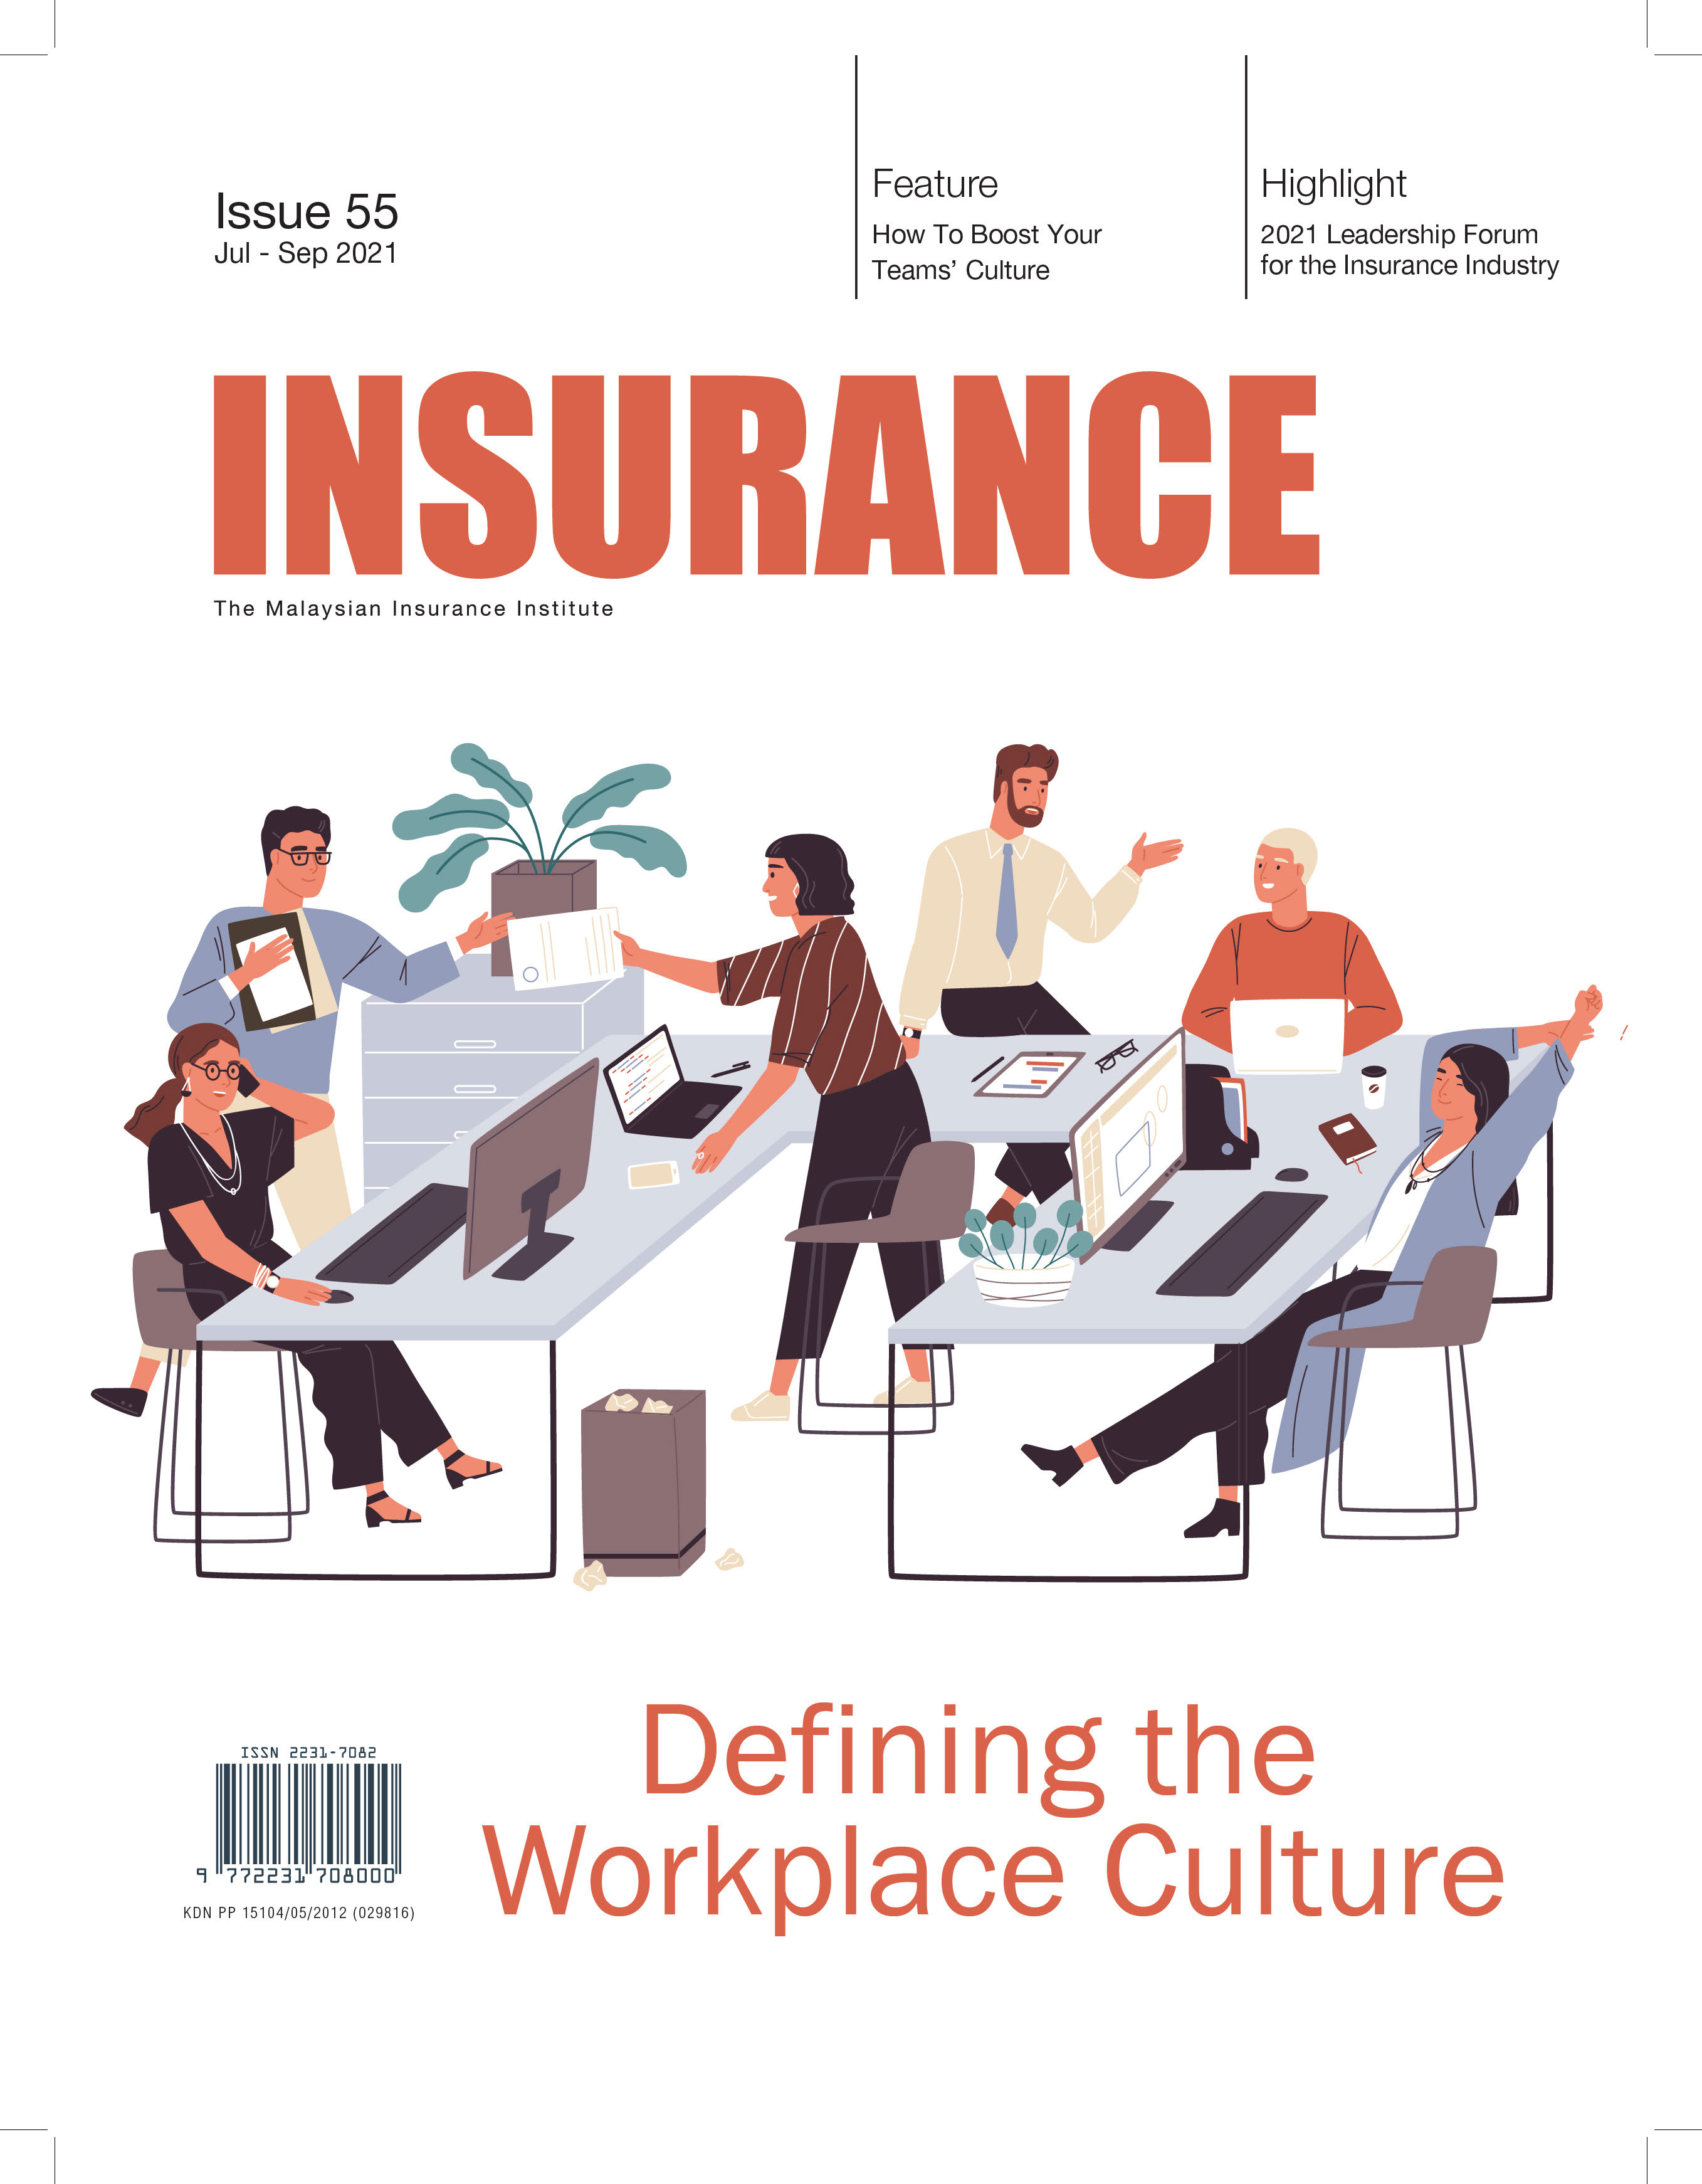 Issue 55
Jul - Sep 2021
Feature
How To Boost Your
Teams’ Culture
Highlight
2021 Leadership Forum
for the Insurance Industry
INSURANCE
The Malaysian Insurance Institute
Defining the
Workplace Culture
ISSN 2231-7082
9 772231 708000
KDN PP 15104/05/2012 (029816)